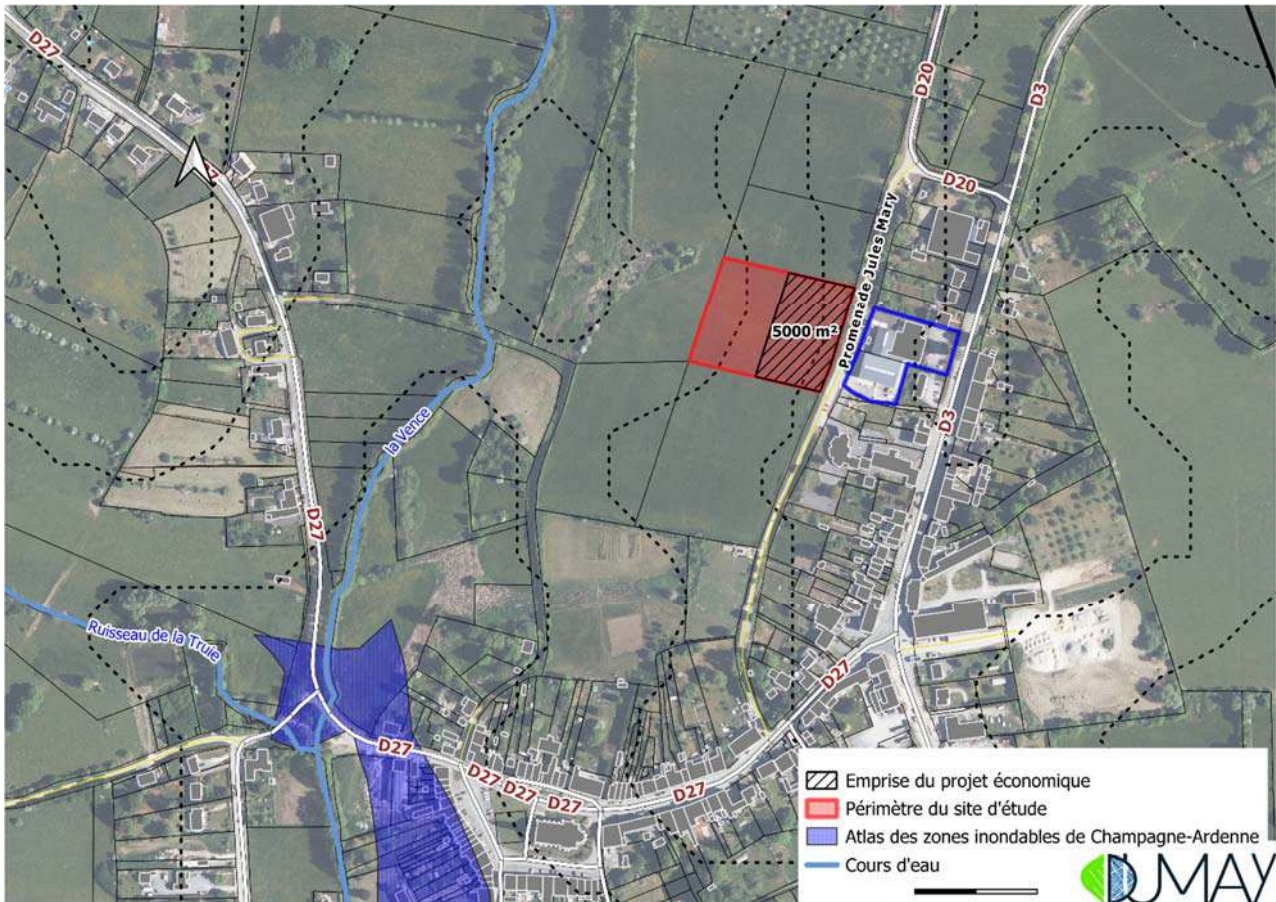 D27
D20
D3
D20
7
Promenade Jules Mary
5000 m²
la Vence
D3
D27
Ruisseau de la Truie
D27
D27
D27
D27
D27
D27
Emprise du projet économique
Périmètre du site d'étude
Atlas des zones inondables de Champagne-Ardenne
Cours d'eau
DUMAY